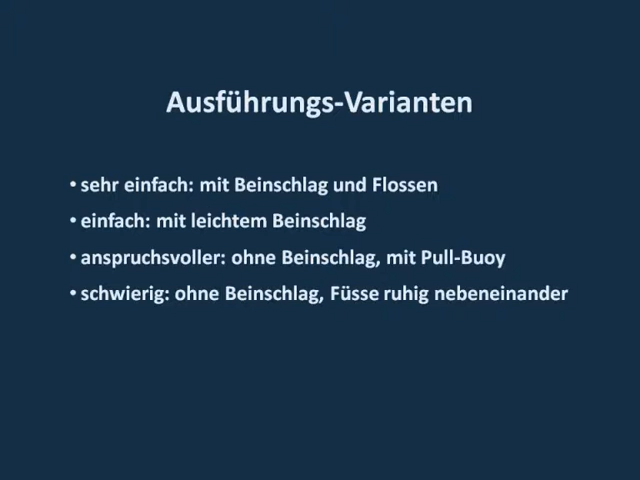 Ausführungs-Varianten
• sehr einfach: mit Beinschlag und Flossen
• einfach: mit leichtem Beinschlag
• anspruchsvoller: ohne Beinschlag, mit Pull-Buoy
• schwierig: ohne Beinschlag, Füsse ruhig nebeneinander